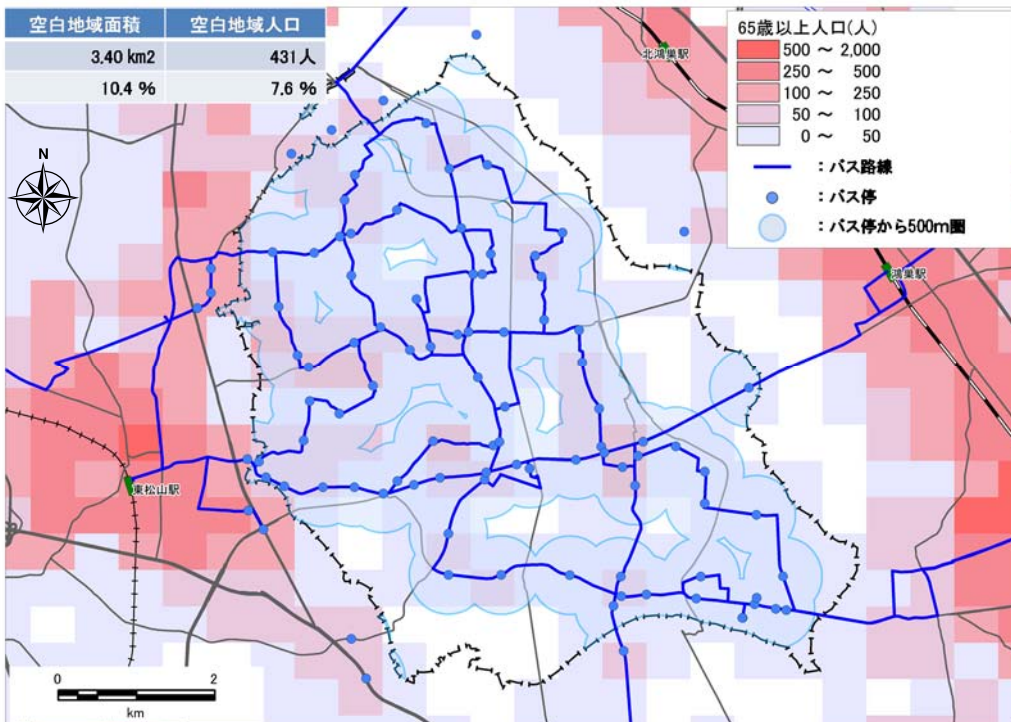 空白地域面積 空白地域人口
3.40 km2 431人
10.4 % 7.6 %
N
北鴻巣駅
鴻巣駅
東松山駅
65歳以上人口(人)
500 ～ 2,000
250 ～ 500
100 ～ 250
50 ～ 100
0 ～ 50
：バス路線
：バス停
：バス停から500m圏
0 2
km